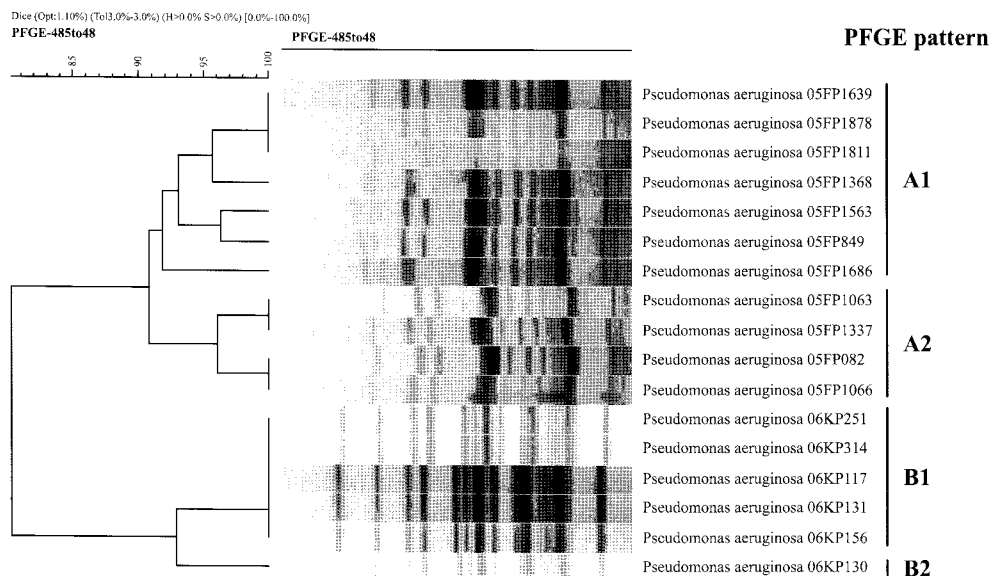 Dice (Opt:1.10%) (Tol3.0%-3.0%) (H>0.0% S>0.0%) [0.0%-100.0%]
PFGE-485to48
PFGE-485to48
PFGE pattern
85
90
95
100
Pseudomonas aeruginosa 05FP1639
Pseudomonas aeruginosa 05FP1878
Pseudomonas aeruginosa 05FP1811
Pseudomonas aeruginosa 05FP1368
A1
Pseudomonas aeruginosa 05FP1563
Pseudomonas aeruginosa 05FP849
Pseudomonas aeruginosa 05FP1686
Pseudomonas aeruginosa 05FP1063
Pseudomonas aeruginosa 05FP1337
A2
Pseudomonas aeruginosa 05FP082
Pseudomonas aeruginosa 05FP1066
Pseudomonas aeruginosa 06KP251
Pseudomonas aeruginosa 06KP314
Pseudomonas aeruginosa 06KP117
B1
Pseudomonas aeruginosa 06KP131
Pseudomonas aeruginosa 06KP156
Pseudomonas aeruginosa 06KP130
B2